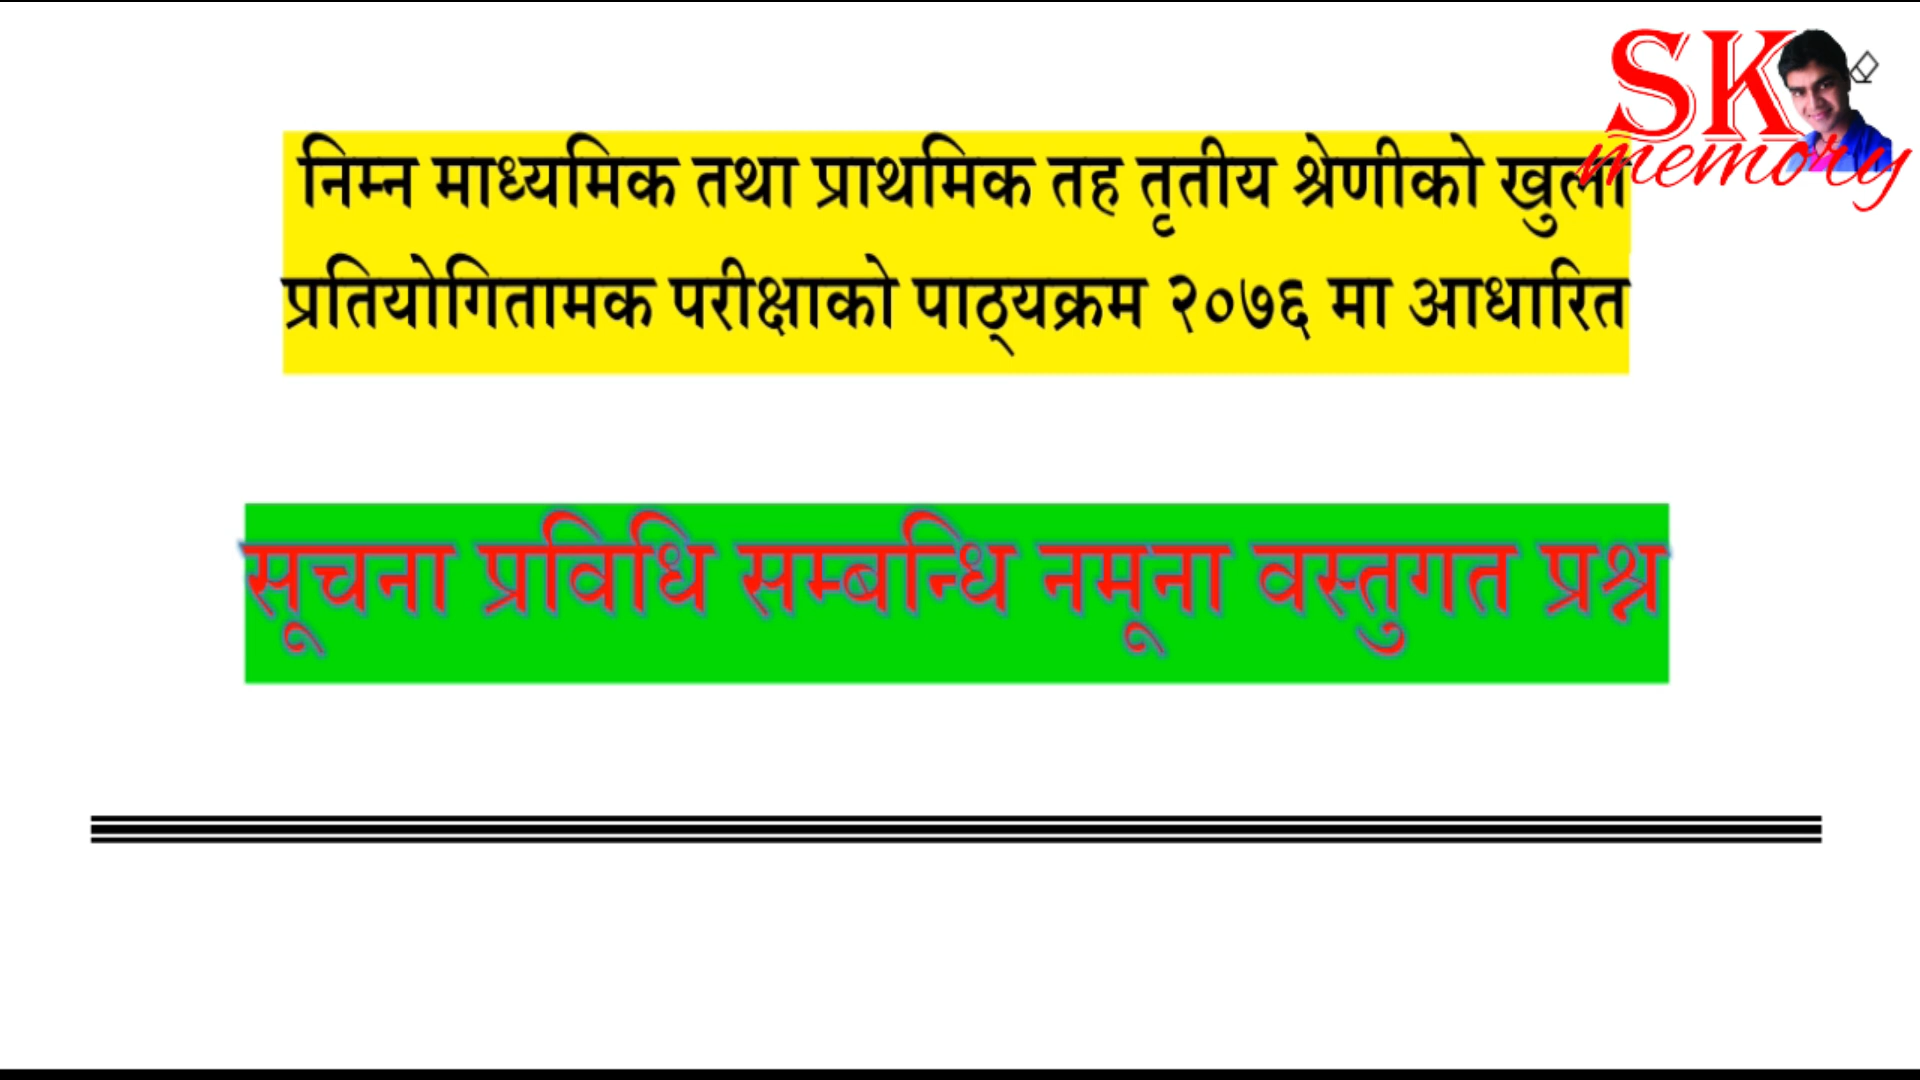 SK
memory
निम्न माध्यमिक तथा प्राथमिक तह तृतीय श्रेणीको खुला
प्रतियोगितामक परीक्षाको पाठ्यक्रम २०७६ मा आधारित
सूचना प्रविधि सम्बन्धि नमूना वस्तुगत प्रश्न